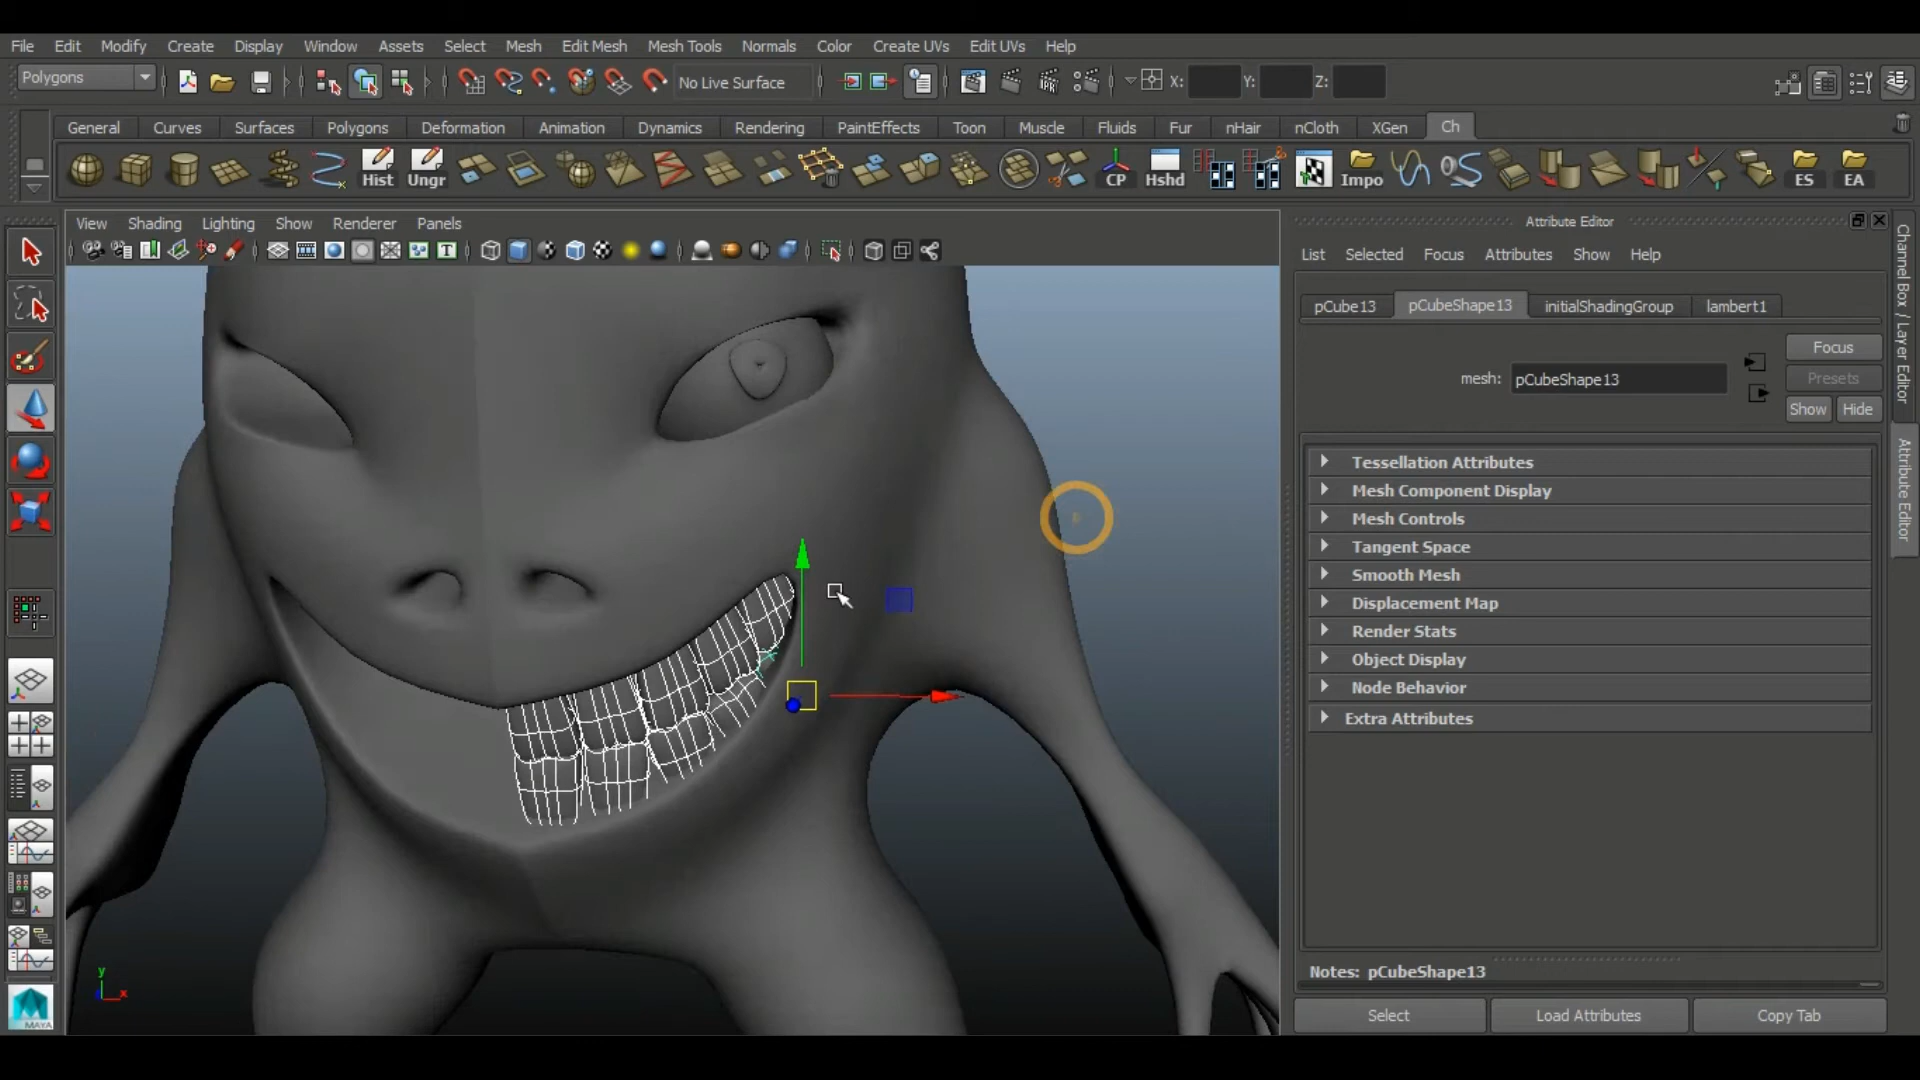 File Edit Modify Create Display Window Assets Select Mesh Edit Mesh Mesh Tools Normals Color Create UVs Edit UVs Help
Polygons No Live Surface X: Y: Z:
General Curves Surfaces Polygons Deformation Animation Dynamics Rendering PaintEffects Toon Muscle Fluids Fur nHair nCloth XGen Ch
Hist Ungr CP Hshd Impo ES EA
View Shading Lighting Show Renderer Panels
T
Attribute Editor
List Selected Focus Attributes Show Help
pCube13 pCubeShape13 initialShadingGroup lambert1
Focus
mesh: pCubeShape13 Presets
Show Hide
Tessellation Attributes
Mesh Component Display
Mesh Controls
Tangent Space
Smooth Mesh
Displacement Map
Render Stats
Object Display
Node Behavior
Extra Attributes
Notes: pCubeShape13
Select Load Attributes Copy Tab
Channel Box / Layer Editor
Attribute Editor
y
x
MAYA